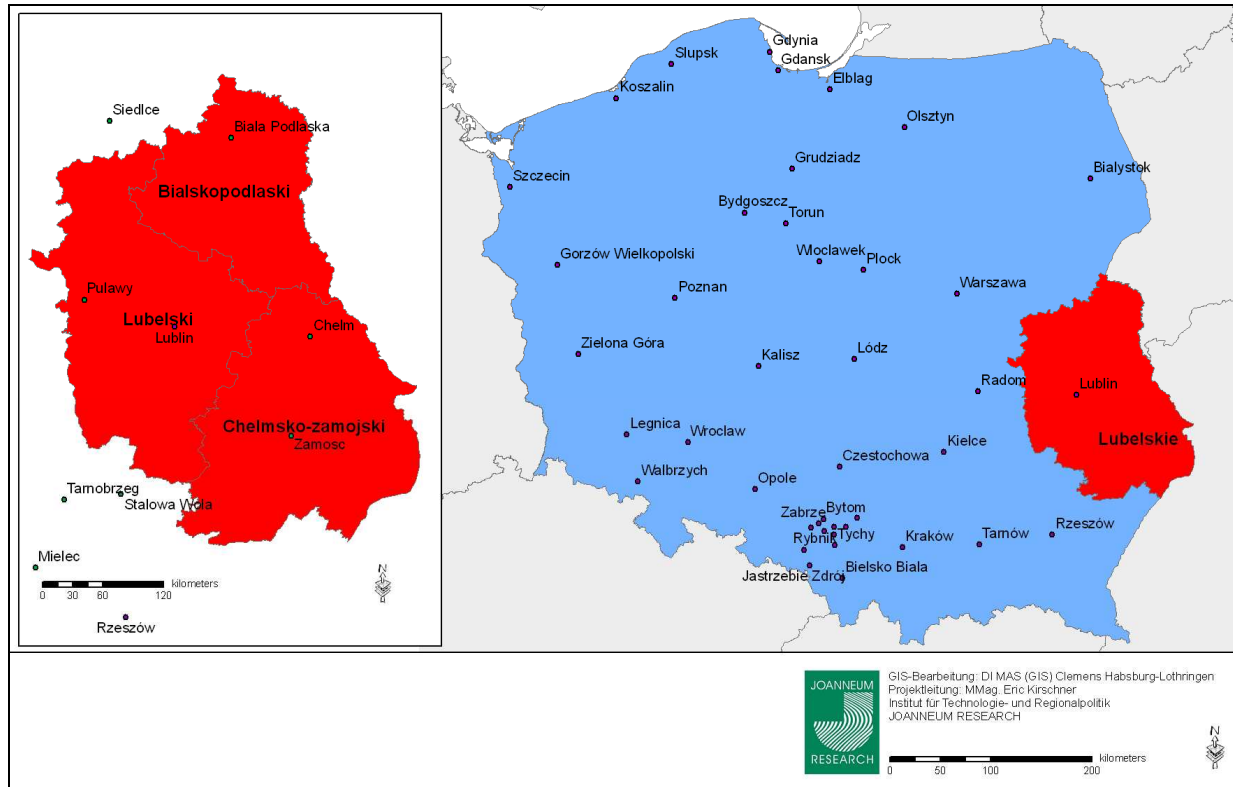 Siedlce
Biala Podlaska
Bialskopodlaski
Pulawy
Lubelski
Lublin
Chelm
Chelmsko-zamojski
Zamosc
Tarnobrzeg
Stalowa Wola
Mielec
kilometers
0 30 60 120
N
Rzeszów
Gdynia
Slupsk
Gdansk
Koszalin
Elblag
Olsztyn
Grudziadz
Bialystok
Szczecin
Bydgoszcz
Torun
Wloclawek
Plock
Gorzów Wielkopolski
Poznan
Warszawa
Zielona Góra
Kalisz
Lódz
Radom
Lublin
Legnica
Wroclaw
Lubelskie
Czestochowa
Kielce
Walbrzych
Opole
Zabrze
Bytom
Rybnik
Tychy
Kraków
Tarnów
Rzeszów
Jastrzebie Zdrój
Bielsko Biala
JOANNEUM
RESEARCH
GIS-Bearbeitung: DI MAS (GIS) Clemens Habsburg-Lothringen
Projektleitung: MMag. Eric Kirschner
Institut für Technologie- und Regionalpolitik
JOANNEUM RESEARCH
kilometers
0 50 100 200
N